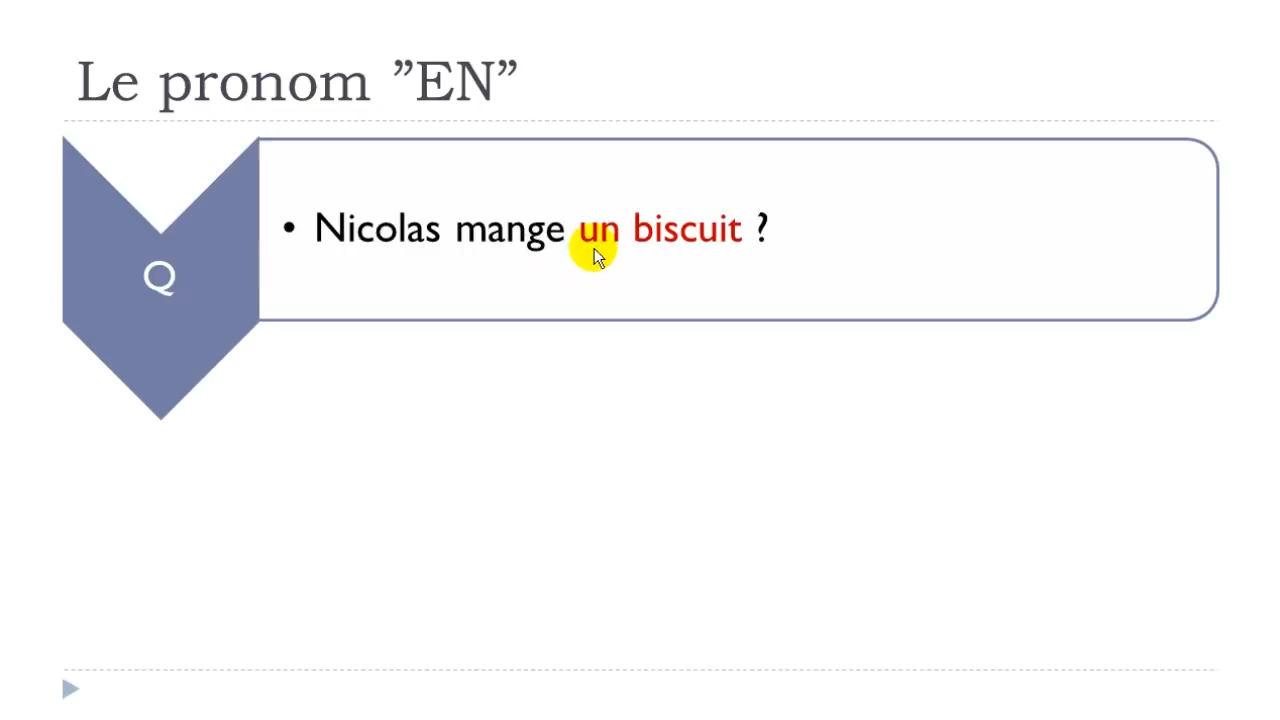 Le pronom ”EN”
• Nicolas mange un biscuit ?
Q